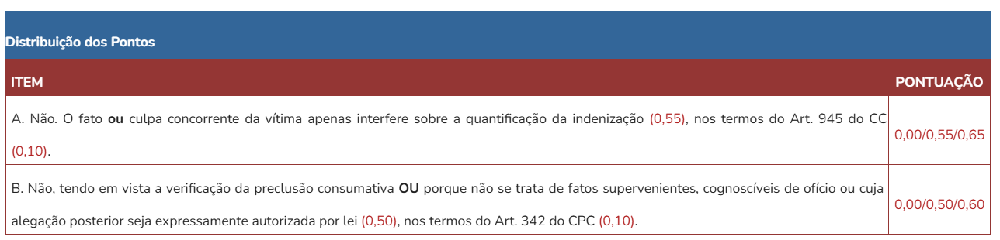 Distribuição dos Pontos
ITEM PONTUAÇÃO
A. Não. O fato ou culpa concorrente da vítima apenas interfere sobre a quantificação da indenização (0,55), nos termos do Art. 945 do CC
(0,10).
0,00/0,55/0,65
B. Não, tendo em vista a verificação da preclusão consumativa OU porque não se trata de fatos supervenientes, cognoscíveis de ofício ou cuja
alegação posterior seja expressamente autorizada por lei (0,50), nos termos do Art. 342 do CPC (0,10).
0,00/0,50/0,60